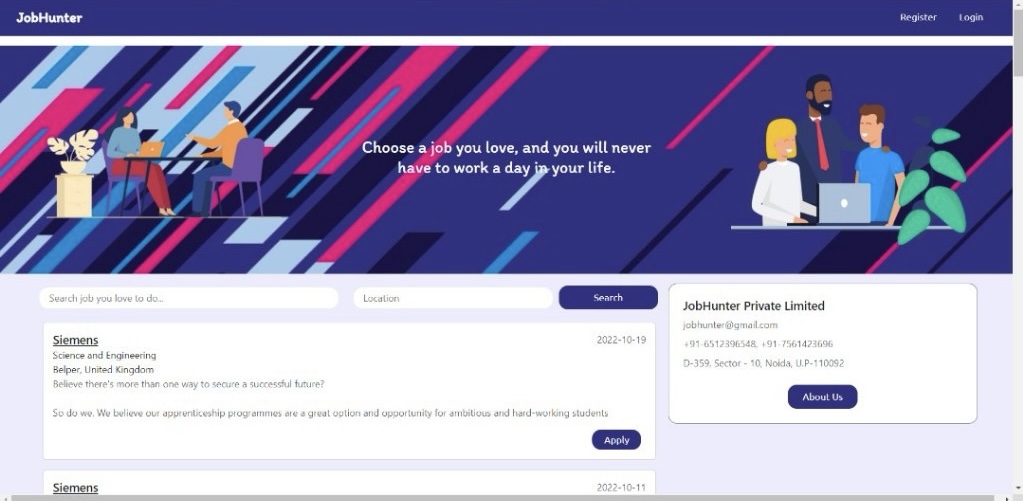 JobHunter
Register
Login
Choose a job you love, and you will never
have to work a day in your life.
Search job you love to do...
Location
Search
Siemens
2022-10-19
Science and Engineering
Belper, United Kingdom
Believe there's more than one way to secure a successful future?
So do we. We believe our apprenticeship programmes are a great option and opportunity for ambitious and hard-working students
Apply
Siemens
2022-10-11
JobHunter Private Limited
jobhunter@gmail.com
+91-6512396548, +91-7561423696
D-359, Sector - 10, Noida, U.P-110092
About Us